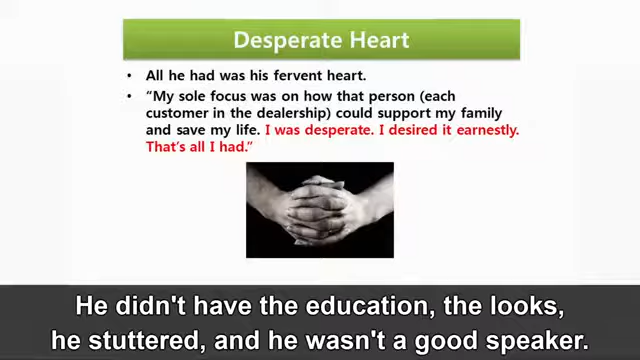 Desperate Heart
• All he had was his fervent heart.
• “My sole focus was on how that person (each
customer in the dealership) could support my family
and save my life. I was desperate. I desired it earnestly.
That’s all I had.”
He didn't have the education, the looks,
he stuttered, and he wasn't a good speaker.